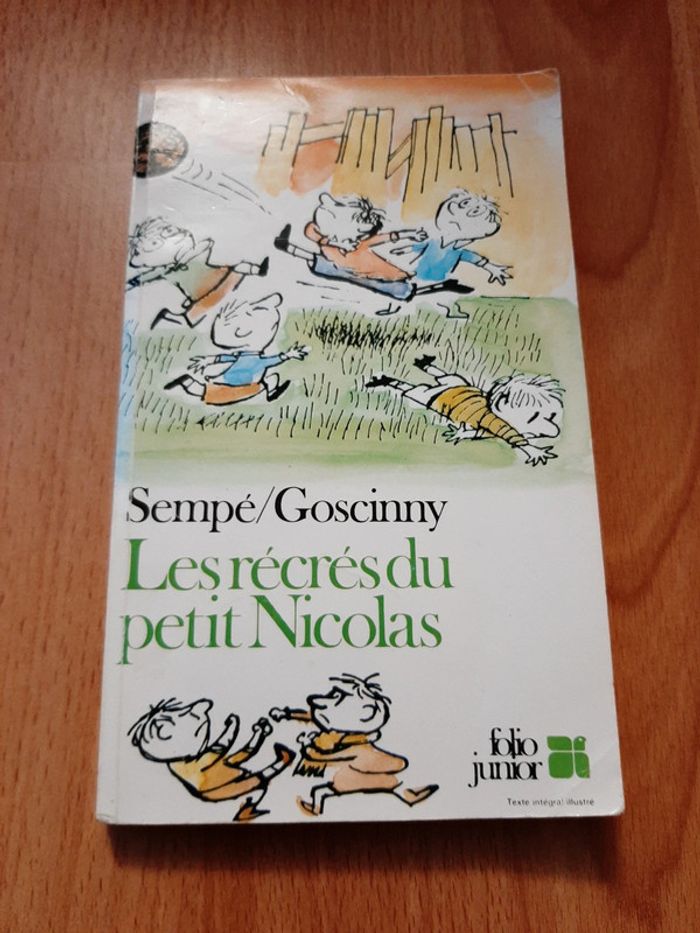 Sempé/Goscinny
Les récrés du
petit Nicolas
folio
junior
Texte intégral illustré